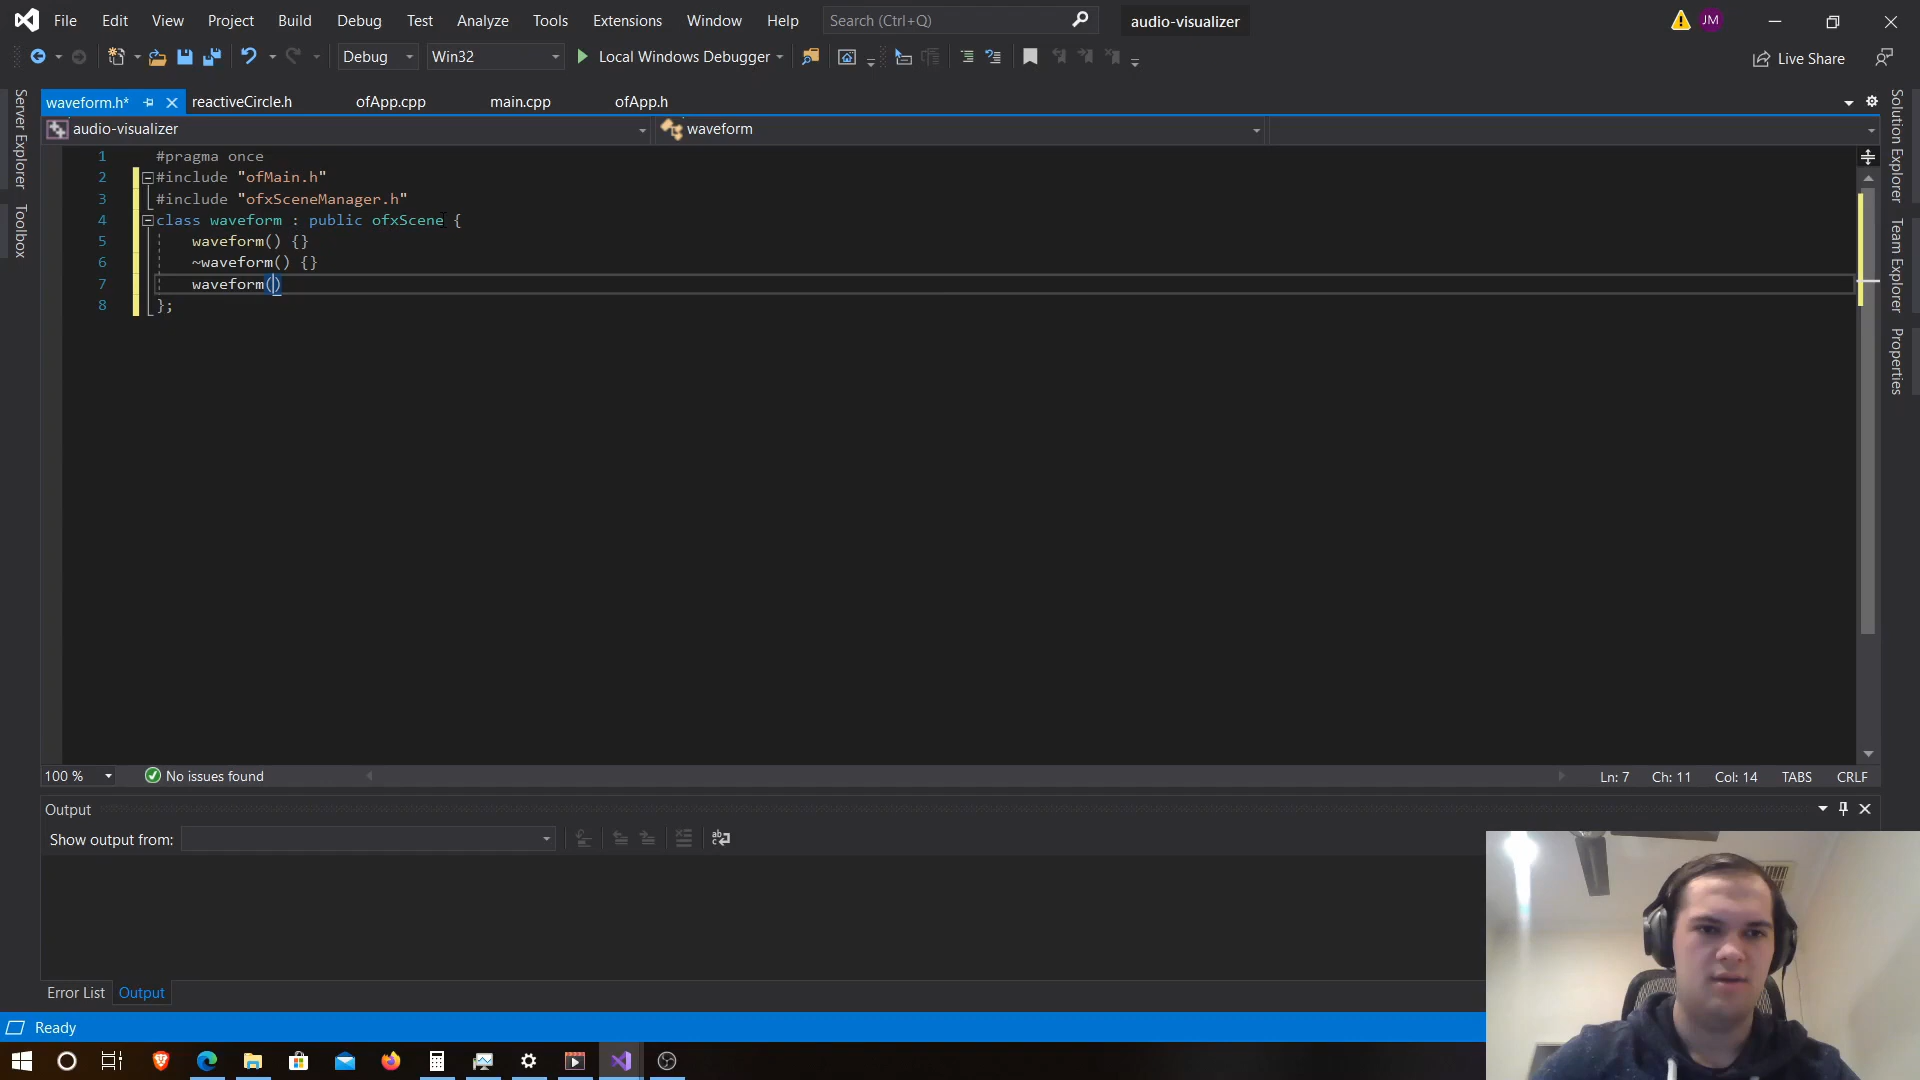 File Edit View Project Build Debug Test Analyze Tools Extensions Window Help Search (Ctrl+Q) audio-visualizer JM
Debug Win32 Local Windows Debugger Live Share
waveform.h* reactiveCircle.h ofApp.cpp main.cpp ofApp.h
audio-visualizer waveform
Server Explorer
Toolbox
Solution Explorer
Team Explorer
Properties
1 #pragma once
2 #include "ofMain.h"
3 #include "ofxSceneManager.h"
4 class waveform : public ofxScene {
5 waveform() {}
6 ~waveform() {}
7 waveform()
8 };
100 % No issues found Ln: 7 Ch: 11 Col: 14 TABS CRLF
Output
Show output from:
Error List Output
Ready